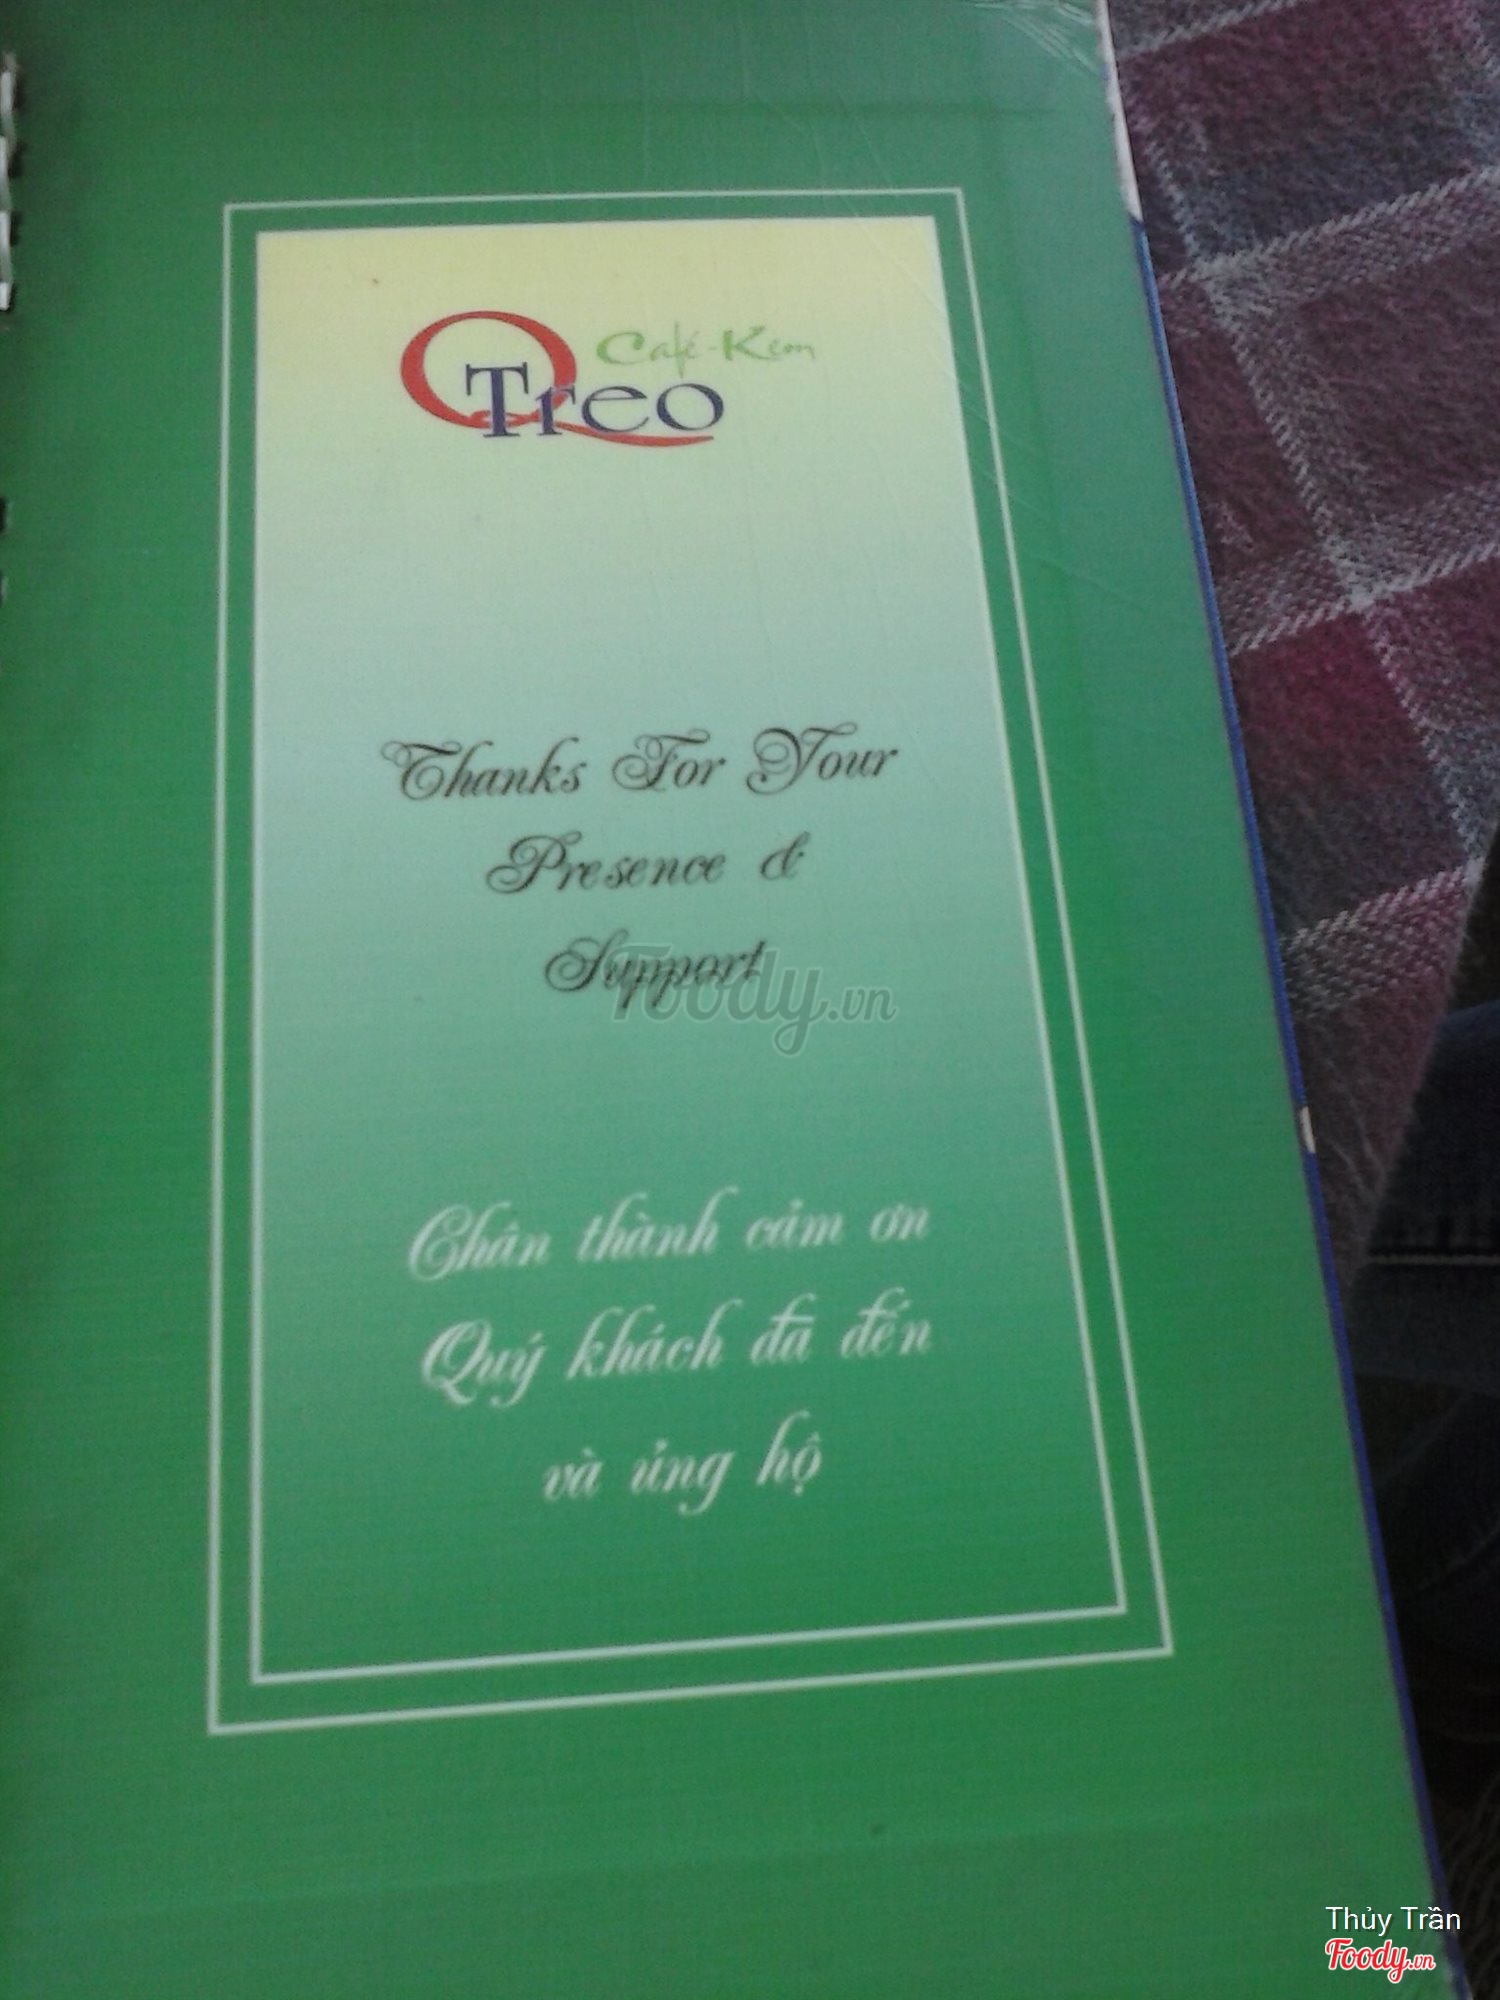 Q Treo Café-Kem
Thanks For Your
Presence &
Support
Foody.vn
Chân thành cảm ơn
Quý khách đã đến
và ủng hộ
Thủy Trần
Foody.vn